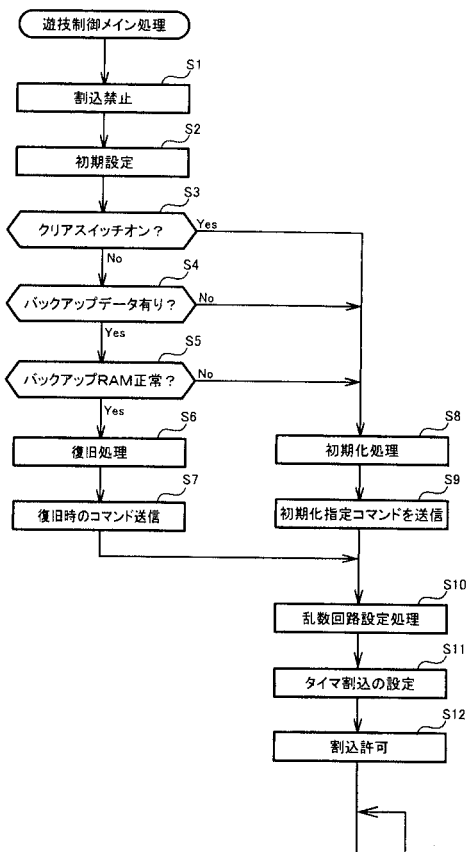 遊技制御メイン処理
S1
割込禁止
S2
初期設定
S3
クリアスイッチオン?
Yes
No
S4
バックアップデータ有り?
No
Yes
S5
バックアップRAM正常?
No
Yes
S6
復旧処理
S7
復旧時のコマンド送信
S8
初期化処理
S9
初期化指定コマンドを送信
S10
乱数回路設定処理
S11
タイマ割込の設定
S12
割込許可